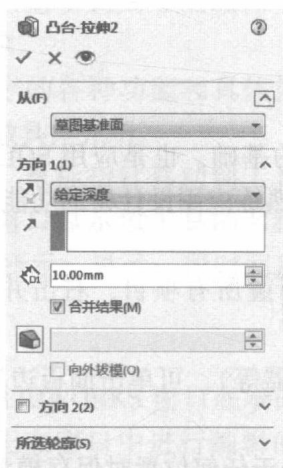 凸台-拉伸2
从(F)
草图基准面
方向 1(1)
给定深度
D1
10.00mm
合并结果(M)
向外拔模(O)
方向 2(2)
所选轮廓(S)